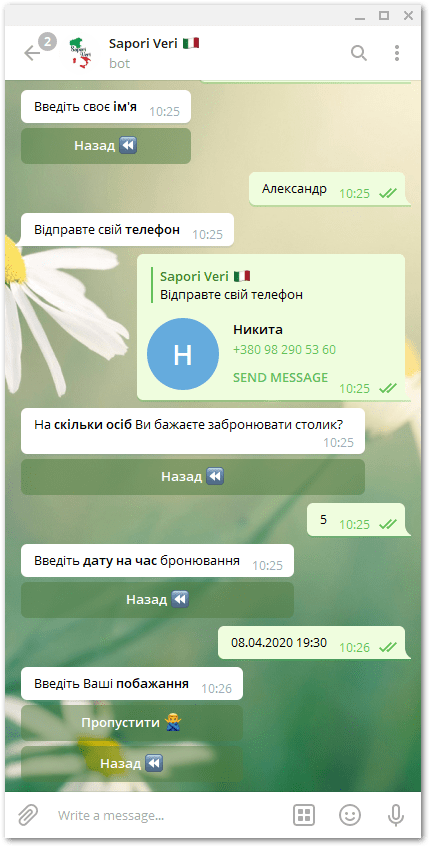 2
Sapori Veri
Sapori Veri 🇮🇹
bot
Введіть своє ім'я 10:25
Назад ⏪
Александр 10:25
Відправте свій телефон 10:25
Sapori Veri 🇮🇹
Відправте свій телефон
Н
Никита
+380 98 290 53 60
SEND MESSAGE
10:25
На скільки осіб Ви бажаєте забронювати столик?
10:25
Назад ⏪
5 10:25
Введіть дату на час бронювання 10:25
Назад ⏪
08.04.2020 19:30 10:26
Введіть Ваші побажання 10:26
Пропустити 🙅‍♂️
Назад ⏪
Write a message...